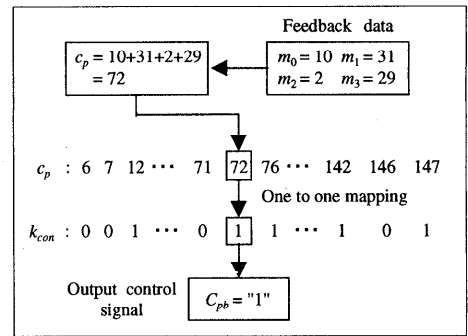 Feedback data
c_p = 10+31+2+29
= 72
m_0 = 10 m_1 = 31
m_2 = 2 m_3 = 29
c_p : 6 7 12 ··· 71 72 76 ··· 142 146 147
One to one mapping
k_con : 0 0 1 ··· 0 1 1 ··· 1 0 1
Output control
signal
C_pb = "1"